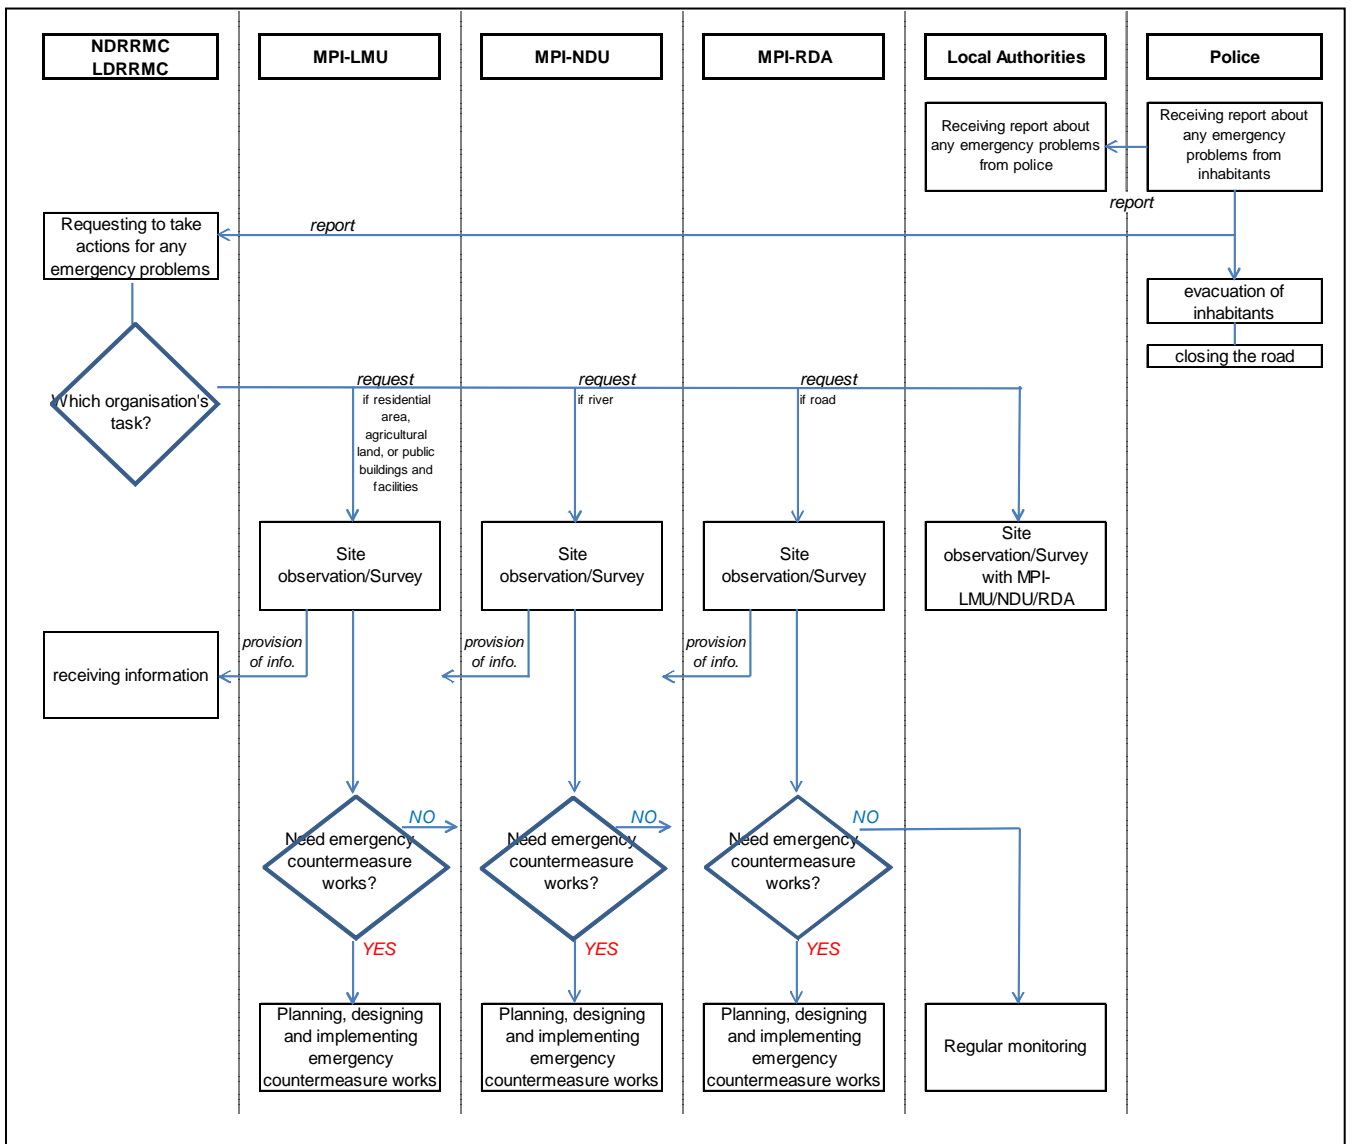 NDRRMC
LDRRMC
MPI-LMU
MPI-NDU
MPI-RDA
Local Authorities
Police
Receiving report about
any emergency problems
from police
Receiving report about
any emergency
problems from
inhabitants
report
Requesting to take
actions for any
emergency problems
report
evacuation of
inhabitants
closing the road
Which organisation's
task?
request
if residential
area,
agricultural
land, or public
buildings and
facilities
request
if river
request
if road
Site
observation/Survey
Site
observation/Survey
Site
observation/Survey
Site
observation/Survey
with MPI-
LMU/NDU/RDA
receiving information
provision
of info.
provision
of info.
provision
of info.
Need emergency
countermeasure
works?
NO
Need emergency
countermeasure
works?
NO
Need emergency
countermeasure
works?
NO
YES
YES
YES
Planning, designing
and implementing
emergency
countermeasure works
Planning, designing
and implementing
emergency
countermeasure works
Planning, designing
and implementing
emergency
countermeasure works
Regular monitoring